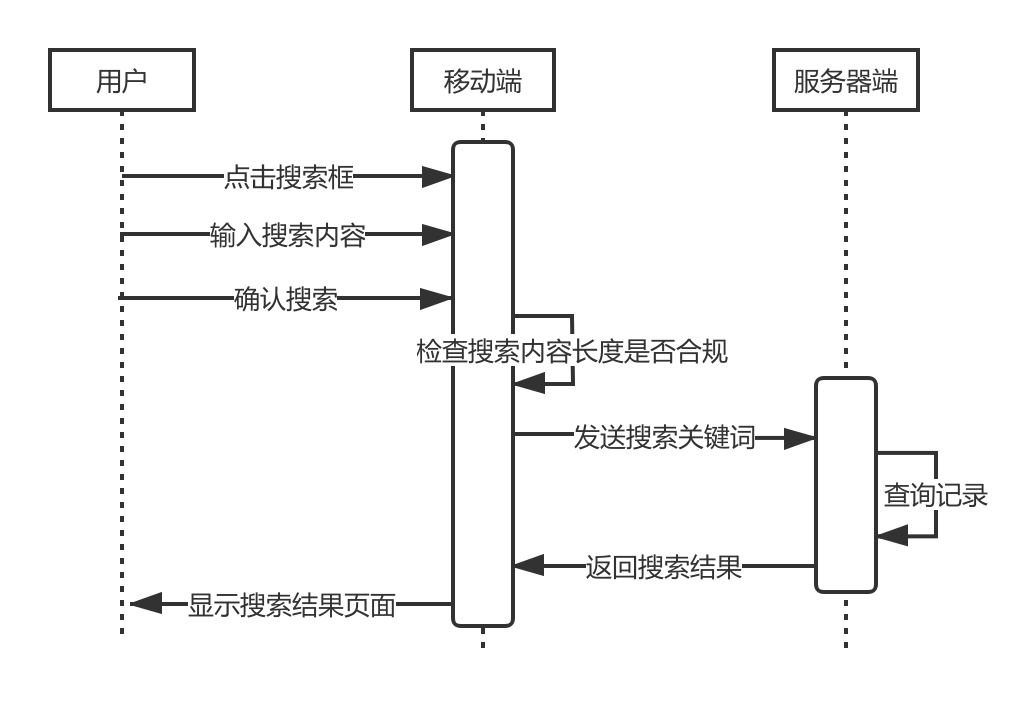 用户
移动端
服务器端
点击搜索框
输入搜索内容
确认搜索
检查搜索内容长度是否合规
发送搜索关键词
查询记录
返回搜索结果
显示搜索结果页面